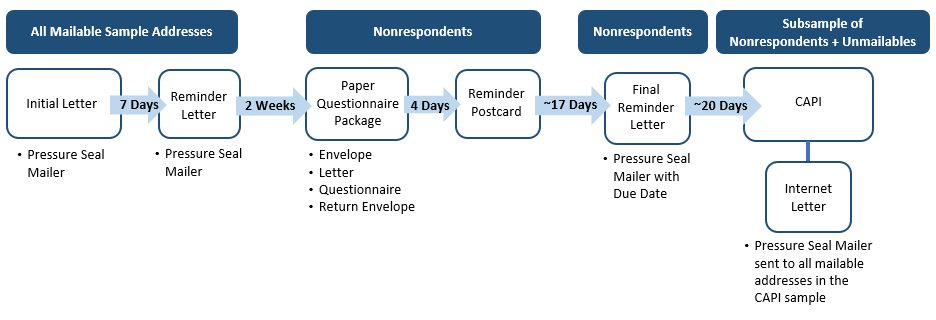 All Mailable Sample Addresses
Nonrespondents
Nonrespondents
Subsample of
Nonrespondents + Unmailables
Initial Letter
7 Days
Reminder
Letter
2 Weeks
Paper
Questionnaire
Package
4 Days
Reminder
Postcard
~17 Days
Final
Reminder
Letter
~20 Days
CAPI
• Pressure Seal
Mailer
• Pressure Seal
Mailer
• Envelope
• Letter
• Questionnaire
• Return Envelope
• Pressure Seal
Mailer with
Due Date
Internet
Letter
• Pressure Seal Mailer
sent to all mailable
addresses in the
CAPI sample